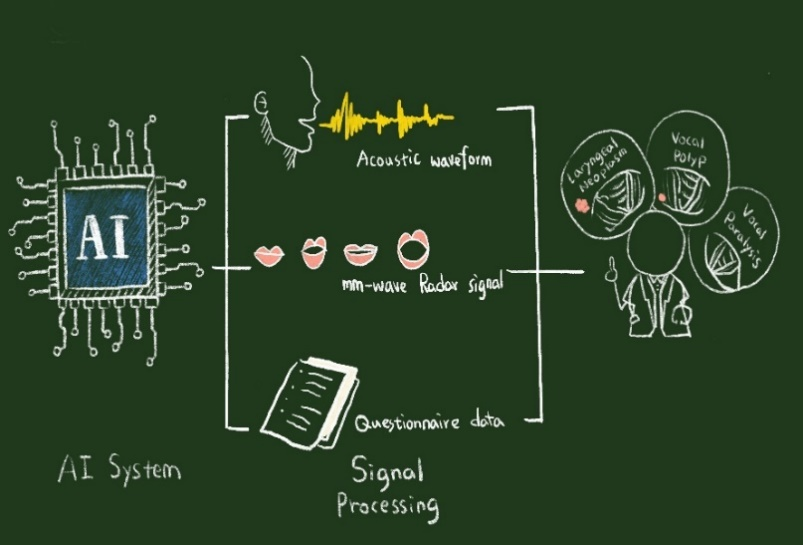 AI
Acoustic waveform
mm-wave Radar signal
Questionnaire data
AI System
Signal
Processing
Laryngeal
Neoplasm
Vocal
Polyp
Vocal
Paralysis